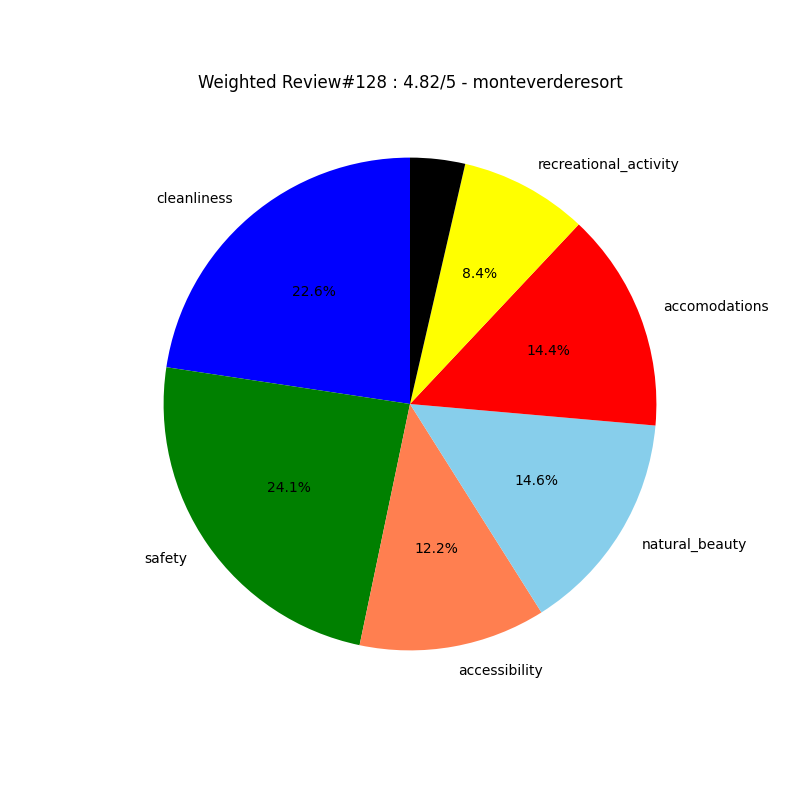 Weighted Review#128 : 4.82/5 - monteverderesort
recreational_activity
cleanliness
8.4%
22.6%
accomodations
14.4%
14.6%
24.1%
natural_beauty
12.2%
safety
accessibility